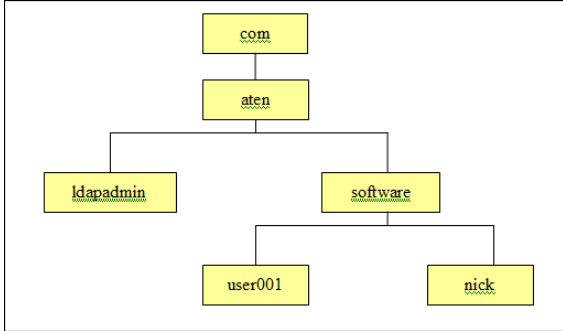 com
aten
ldapadmin
software
user001
nick